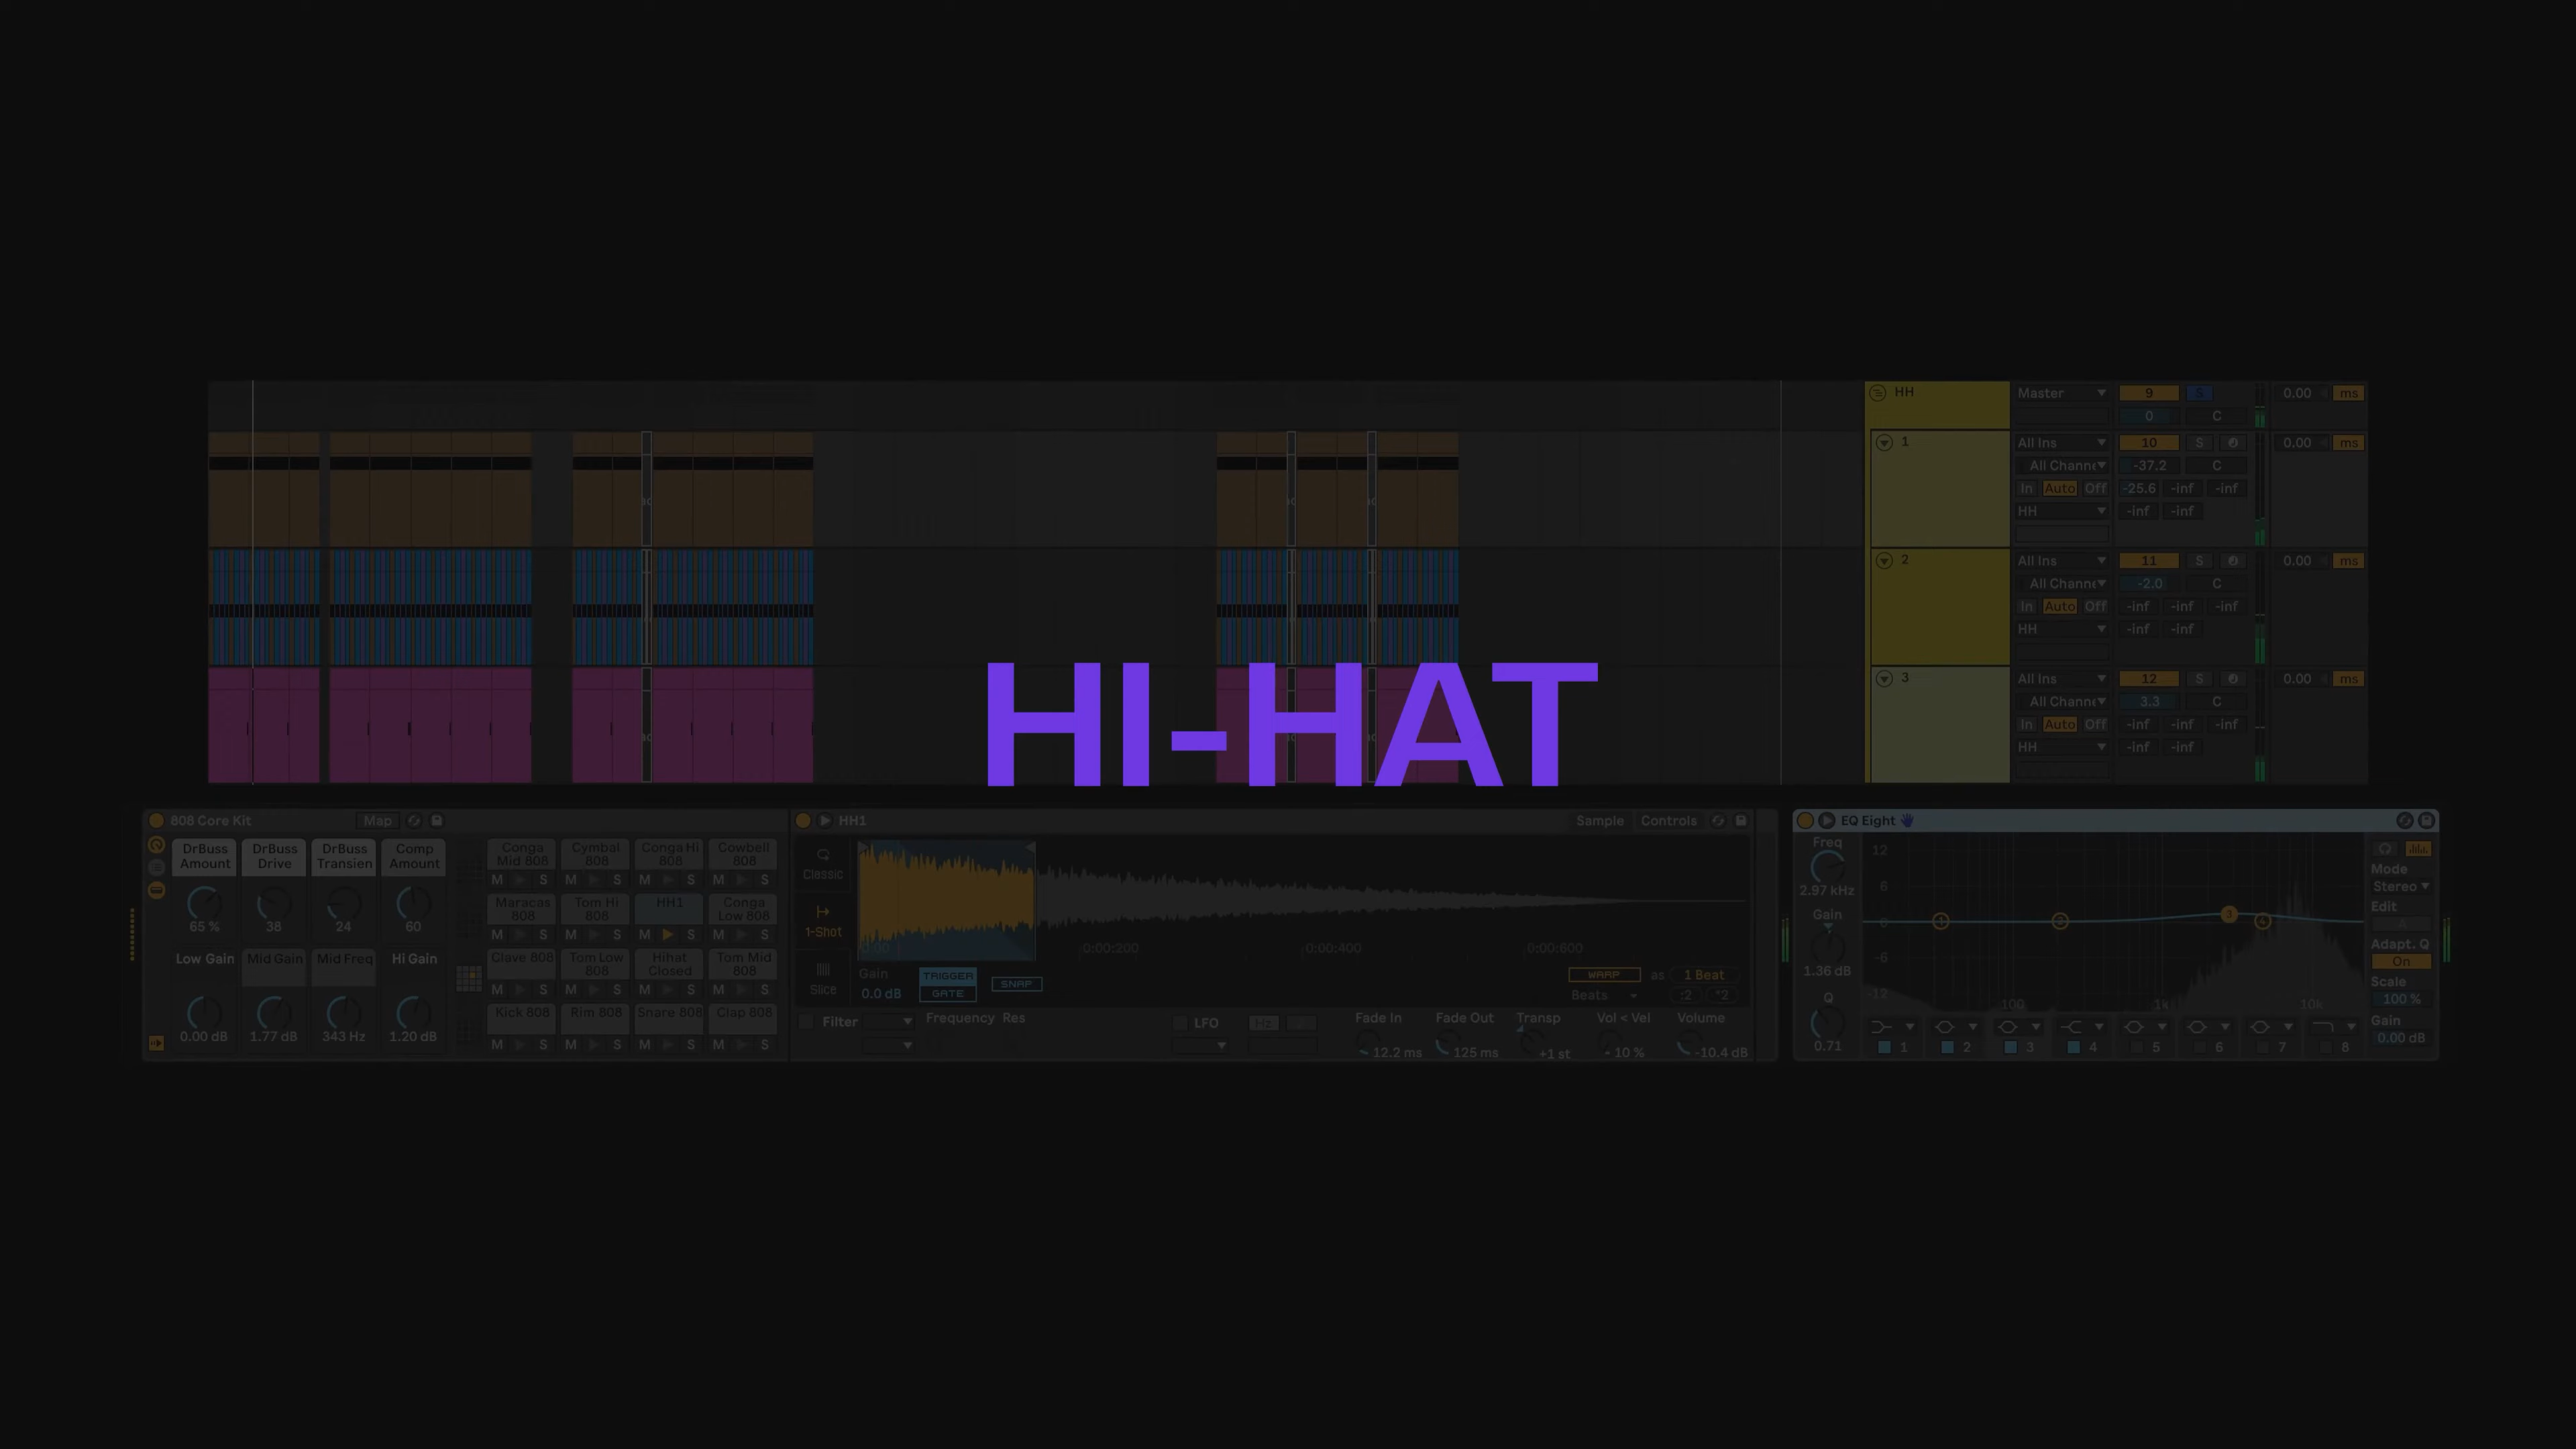 HH Master 9 S 0.00 ms
0 C
1 All Ins 10 S 0.00 ms
All Channe -37.2 C
In Auto Off -25.6 -inf -inf
HH -inf -inf
2 All Ins 11 S 0.00 ms
All Channe -2.0 C
In Auto Off -inf -inf -inf
HH -inf -inf
HI-HAT
3 All Ins 12 S 0.00 ms
All Channe 3.3 C
In Auto Off -inf -inf -inf
HH -inf -inf
808 Core Kit Map
DrBuss Amount DrBuss Drive DrBuss Transien Comp Amount
65 % 38 24 60
Low Gain Mid Gain Mid Freq Hi Gain
0.00 dB 1.77 dB 343 Hz 1.20 dB
Conga Mid 808 Cymbal 808 Conga Hi 808 Cowbell 808
M S M S M S M S
Maracas 808 Tom Hi 808 HH1 Conga Low 808
M S M S M S M S
Clave 808 Tom Low 808 Hihat Closed Tom Mid 808
M S M S M S M S
Kick 808 Rim 808 Snare 808 Clap 808
M S M S M S M S
HH1 Sample Controls
Classic
1-Shot
Slice
0:00:200 0:00:400 0:00:600
Gain TRIGGER SNAP WARP as 1 Beat
0.0 dB GATE Beats :2 *2
Filter Frequency Res LFO Hz Fade In Fade Out Transp Vol < Vel Volume
12.2 ms 125 ms +1 st 10 % -10.4 dB
EQ Eight
Freq
2.97 kHz
Gain
1.36 dB
Q
0.71
12
6
0
-6
-12
1 2 3 4
100 1k 10k
1 2 3 4 5 6 7 8
Mode
Stereo
Edit
A
Adapt. Q
On
Scale
100 %
Gain
0.00 dB